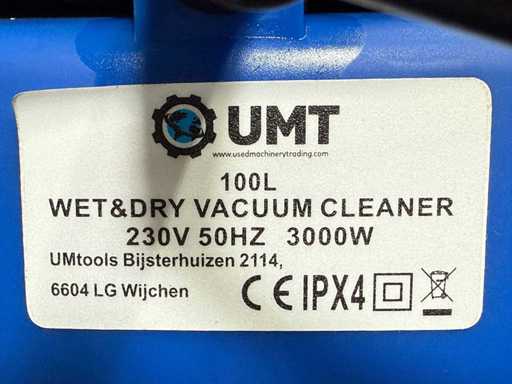 UMT
www.usedmachinerytrading.com
100L
WET&DRY VACUUM CLEANER
230V 50HZ 3000W
UMtools Bijsterhuizen 2114,
6604 LG Wijchen
CE IPX4